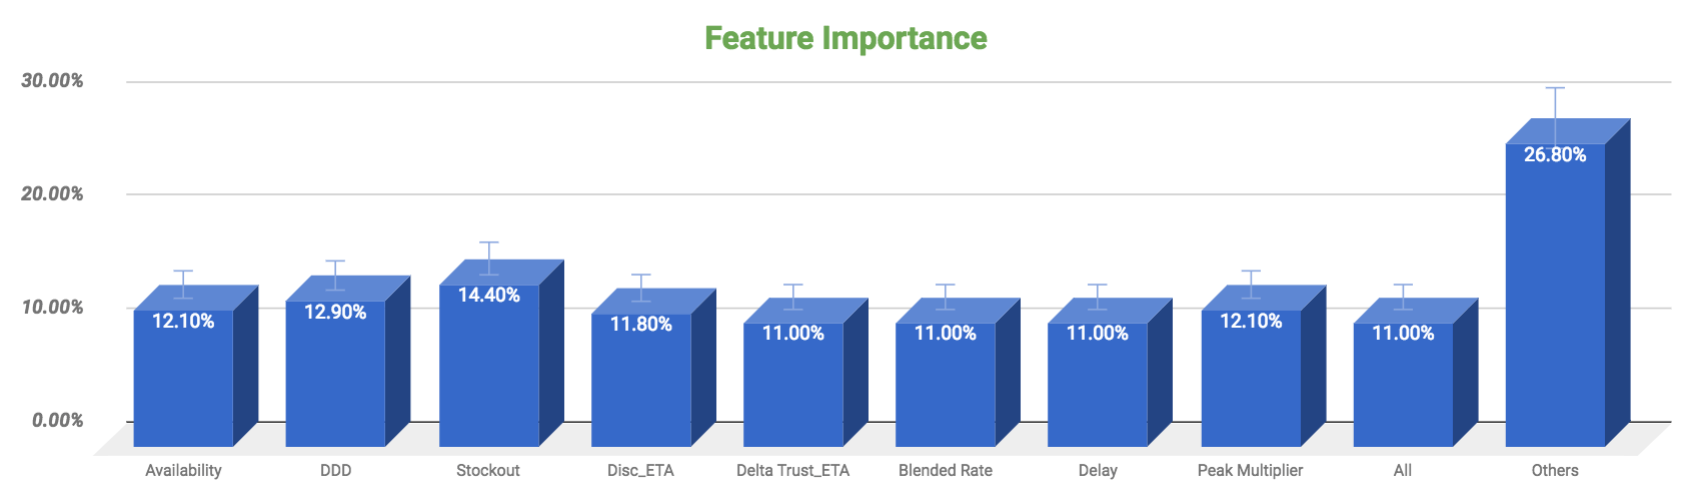 Feature Importance
30.00%
20.00%
10.00%
0.00%
12.10%
12.90%
14.40%
11.80%
11.00%
11.00%
11.00%
12.10%
11.00%
26.80%
Availability
DDD
Stockout
Disc_ETA
Delta Trust_ETA
Blended Rate
Delay
Peak Multiplier
All
Others